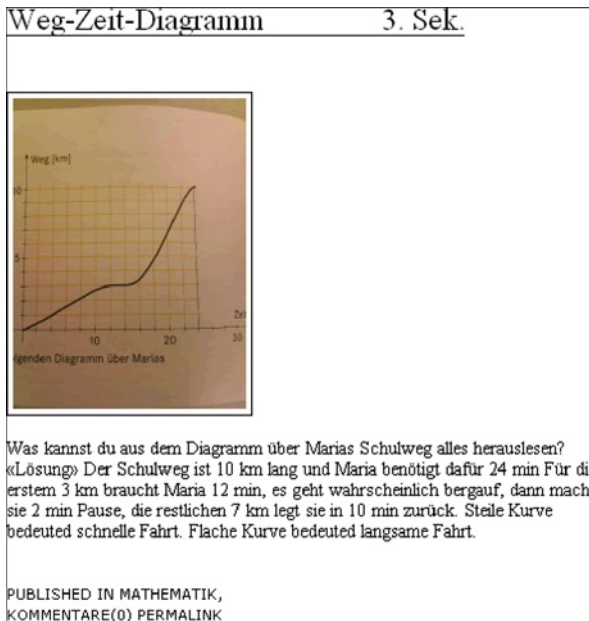 Weg-Zeit-Diagramm 3. Sek.
Weg [km]
10
5
Zei
10 20 30
lgenden Diagramm über Marias
Was kannst du aus dem Diagramm über Marias Schulweg alles herauslesen?
«Lösung» Der Schulweg ist 10 km lang und Maria benötigt dafür 24 min Für di
erstem 3 km braucht Maria 12 min, es geht wahrscheinlich bergauf, dann mach
sie 2 min Pause, die restlichen 7 km legt sie in 10 min zurück. Steile Kurve
bedeuted schnelle Fahrt. Flache Kurve bedeuted langsame Fahrt.
PUBLISHED IN MATHEMATIK,
KOMMENTARE(0) PERMALINK